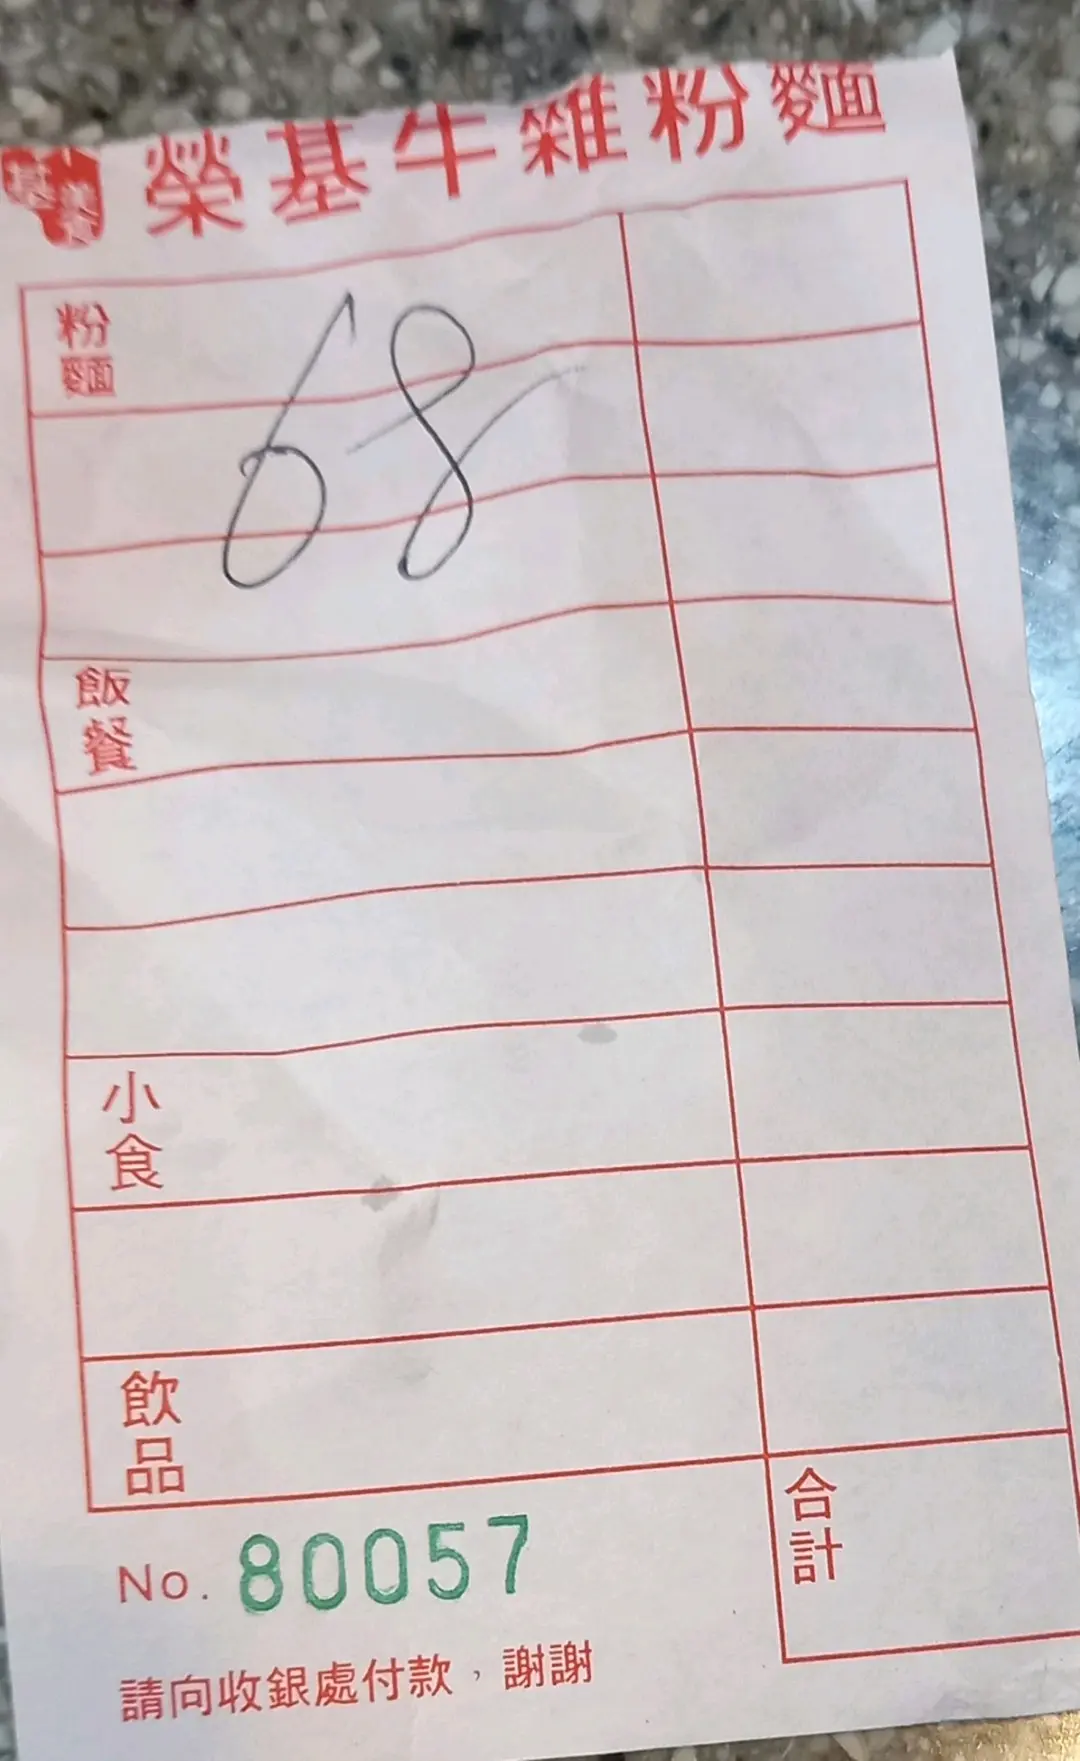 榮基牛雜粉麵
粉麵
68
飯餐
小食
飲品
合計
No. 80057
請向收銀處付款，謝謝